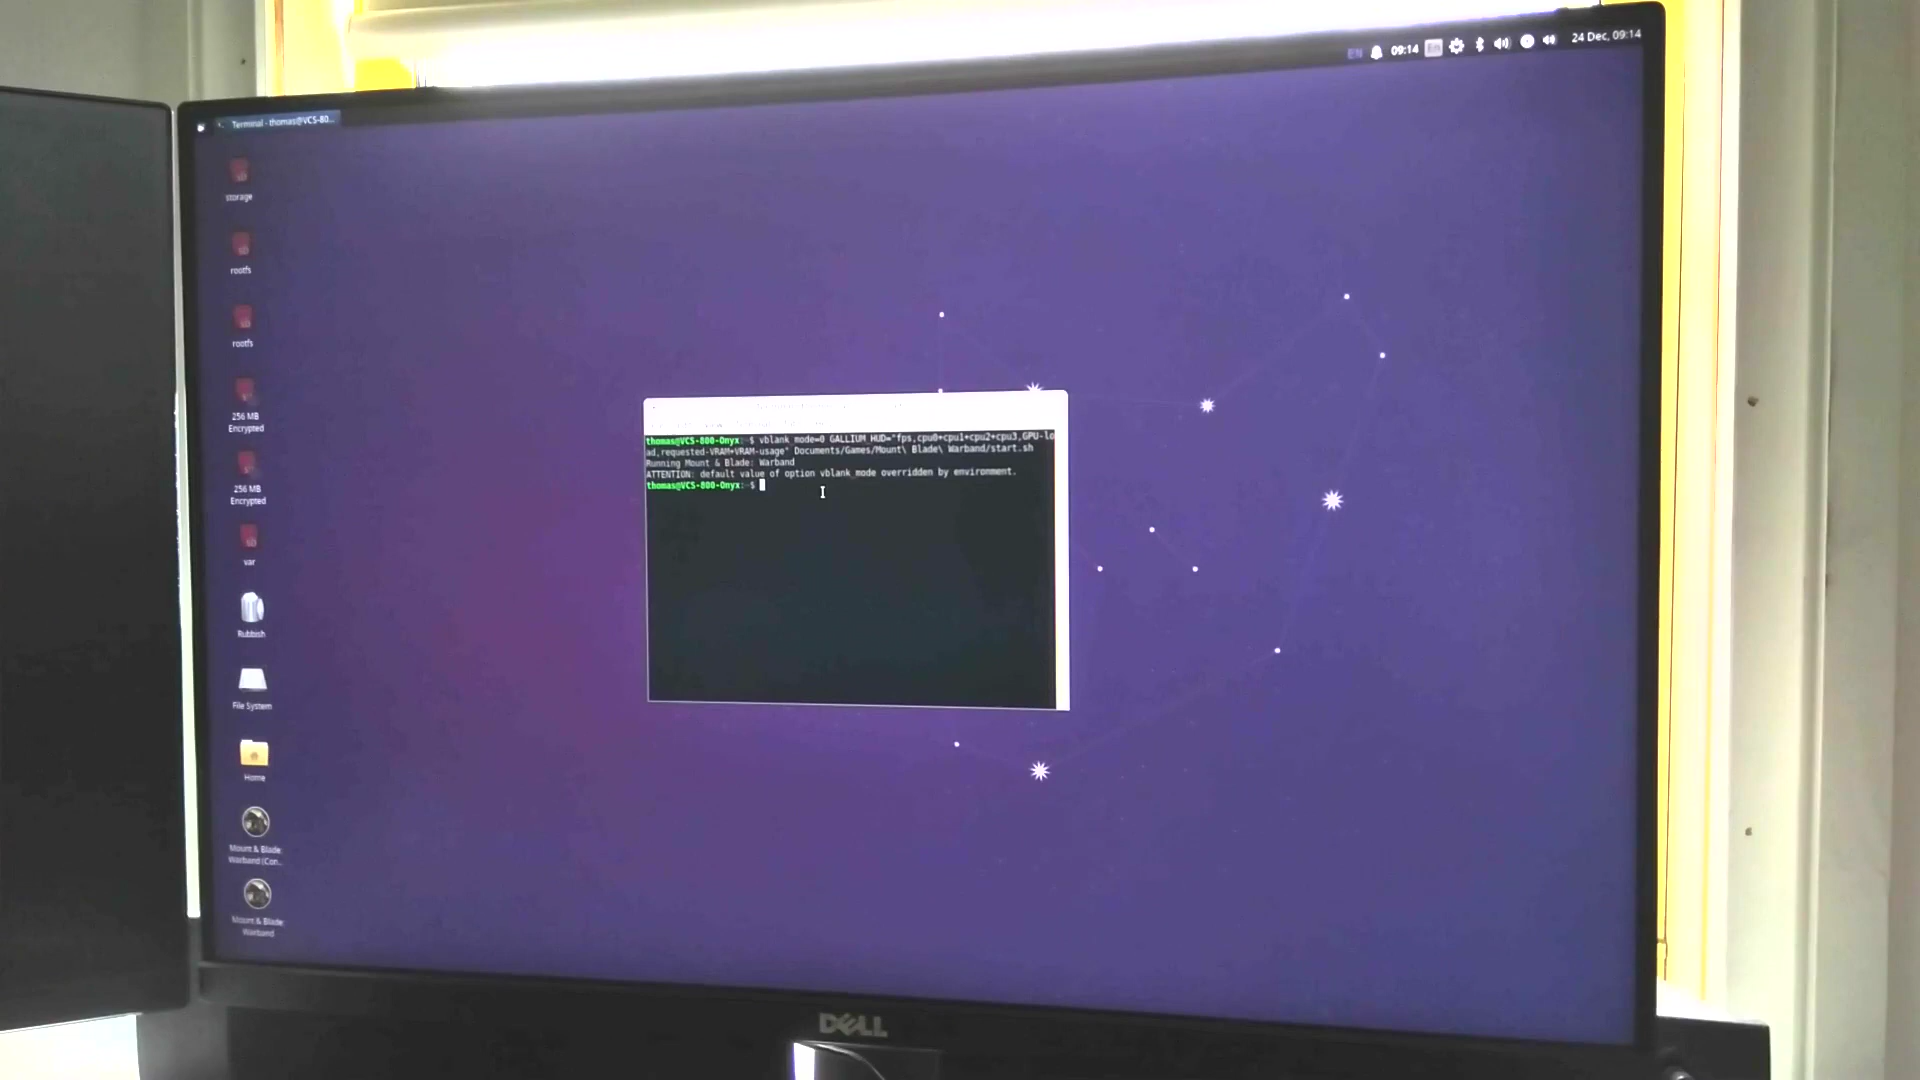 Terminal - thomas@VCS-80...
EN 09:14 En 24 Dec, 09:14
storage
rootfs
rootfs
256 MB
Encrypted
256 MB
Encrypted
var
Rubbish
File System
Home
Mount & Blade:
Warband (Con...
Mount & Blade:
Warband
thomas@VCS-800-Onyx:~$ vblank_mode=0 GALLIUM_HUD="fps,cpu0+cpu1+cpu2+cpu3,GPU-lo
ad,requested-VRAM+VRAM-usage" Documents/Games/Mount\ Blade\ Warband/start.sh
Running Mount & Blade: Warband
ATTENTION: default value of option vblank_mode overridden by environment.
thomas@VCS-800-Onyx:~$
DELL